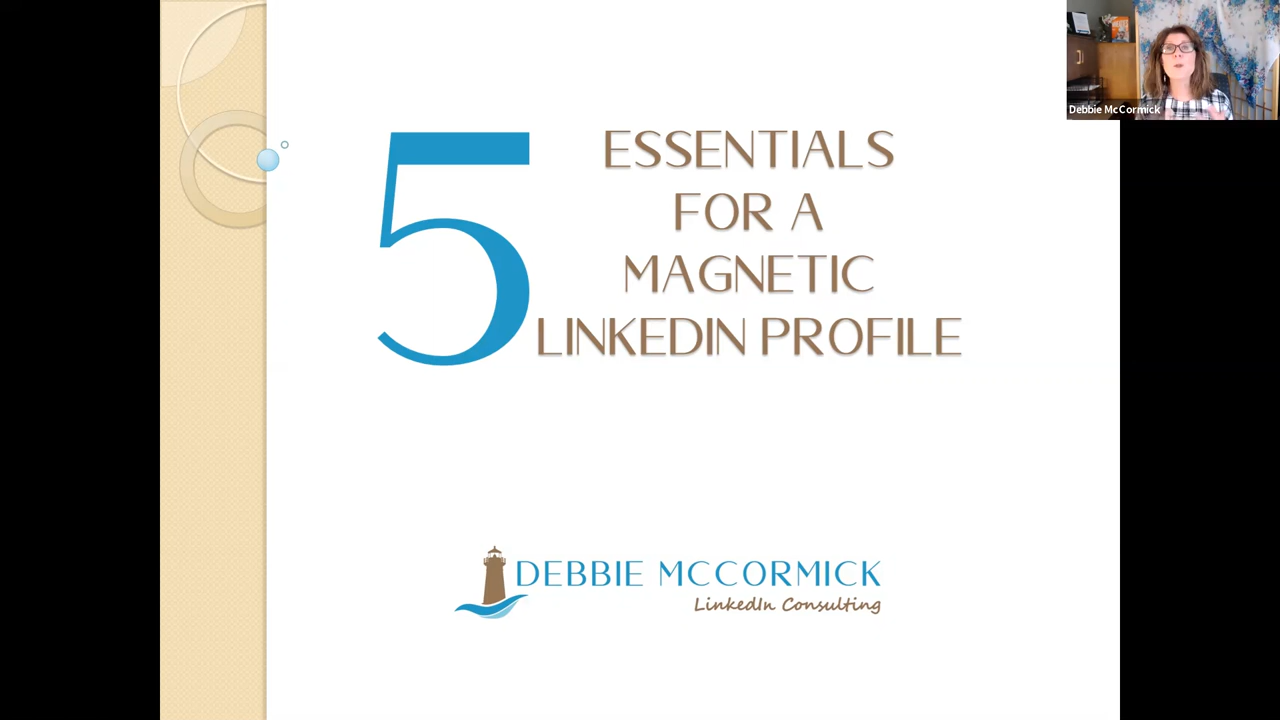 Debbie McCormick
5
ESSENTIALS
FOR A
MAGNETIC
LINKEDIN PROFILE
DEBBIE MCCORMICK
LinkedIn Consulting